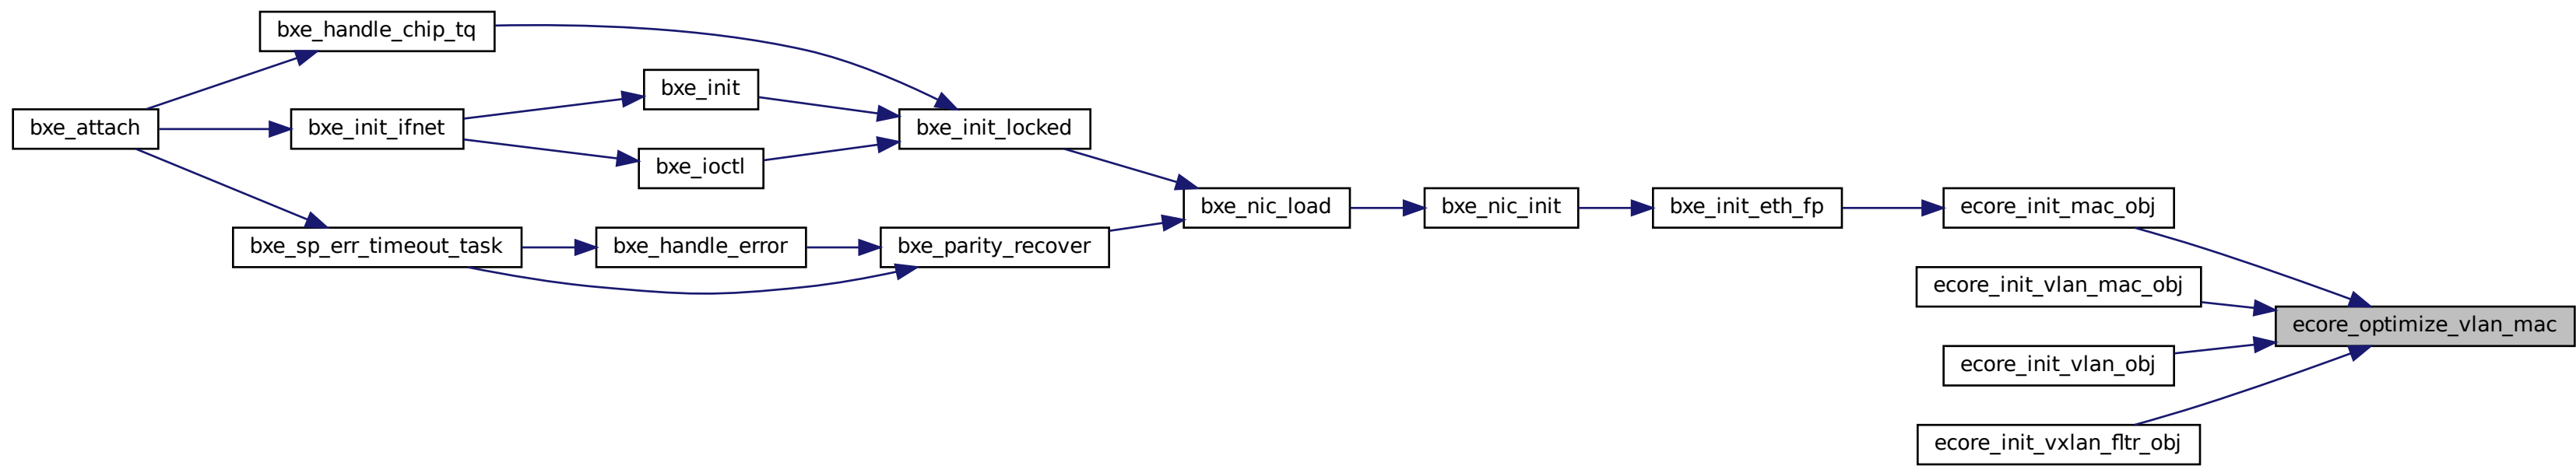 bxe_handle_chip_tq
bxe_init
bxe_attach
bxe_init_ifnet
bxe_init_locked
bxe_ioctl
bxe_nic_load
bxe_nic_init
bxe_init_eth_fp
ecore_init_mac_obj
bxe_sp_err_timeout_task
bxe_handle_error
bxe_parity_recover
ecore_init_vlan_mac_obj
ecore_optimize_vlan_mac
ecore_init_vlan_obj
ecore_init_vxlan_fltr_obj